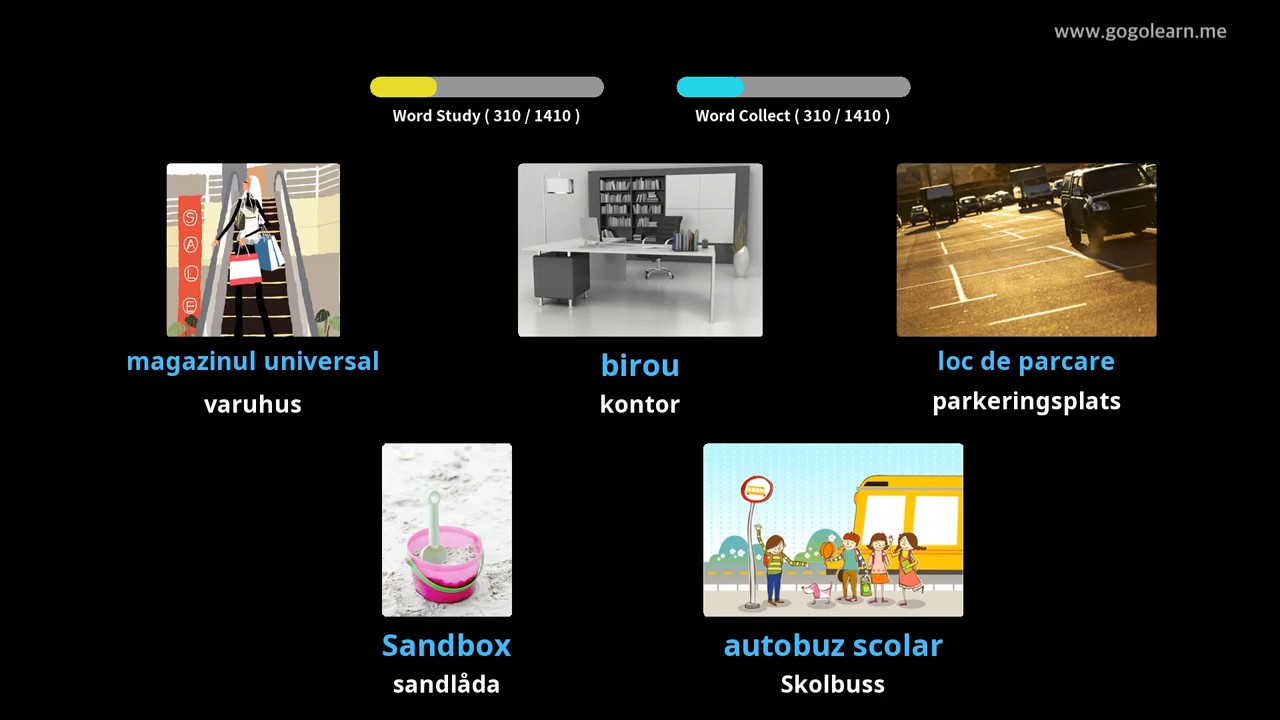 www.gogolearn.me
Word Study ( 310 / 1410 )
Word Collect ( 310 / 1410 )
S
A
L
E
magazinul universal
varuhus
birou
kontor
loc de parcare
parkeringsplats
Sandbox
sandlåda
autobuz scolar
Skolbuss